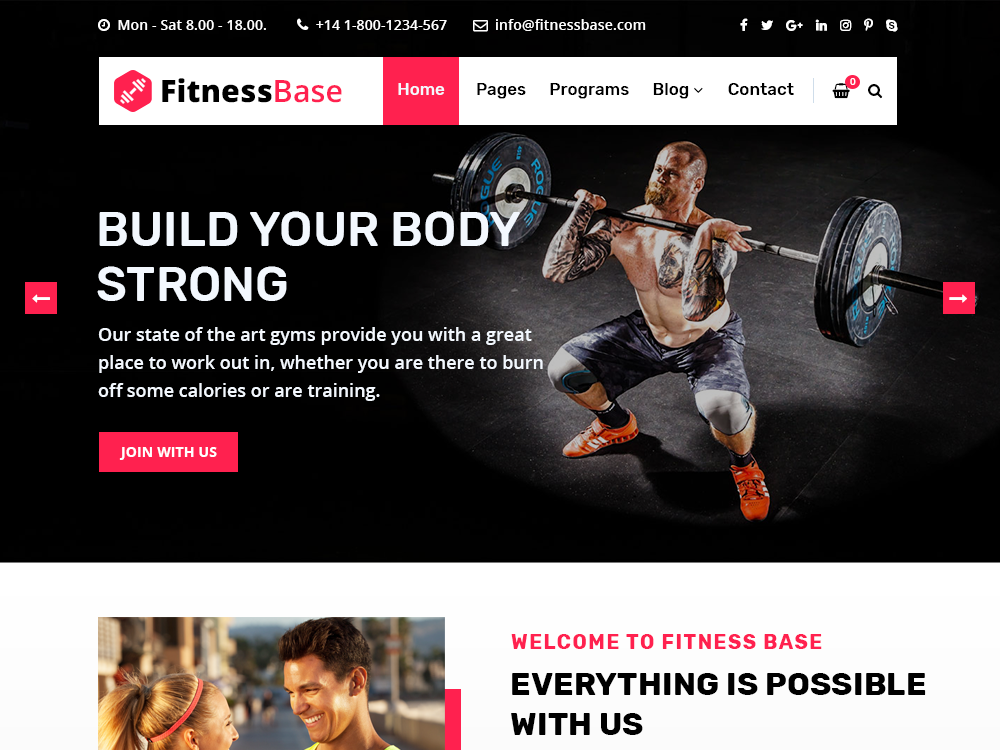 Mon - Sat 8.00 - 18.00. +14 1-800-1234-567 info@fitnessbase.com
FitnessBase Home Pages Programs Blog Contact 0
ROGUE ROGUE
BUILD YOUR BODY
STRONG
Our state of the art gyms provide you with a great
place to work out in, whether you are there to burn
off some calories or are training.
JOIN WITH US
WELCOME TO FITNESS BASE
EVERYTHING IS POSSIBLE
WITH US